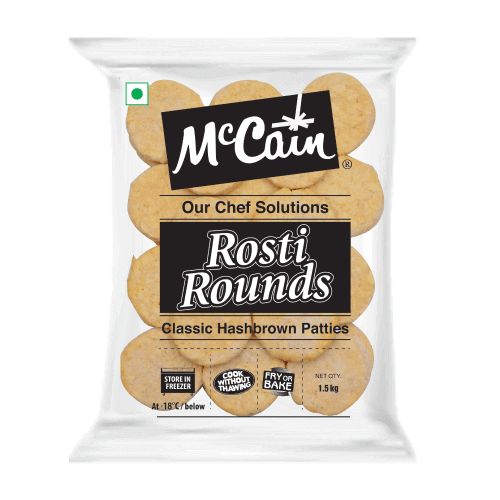 McCain®
Our Chef Solutions
Rosti
Rounds
Classic Hashbrown Patties
STORE IN
FREEZER
COOK
WITHOUT
THAWING
FRY OR
BAKE
NET QTY.
1.5 kg
At -18°C / below